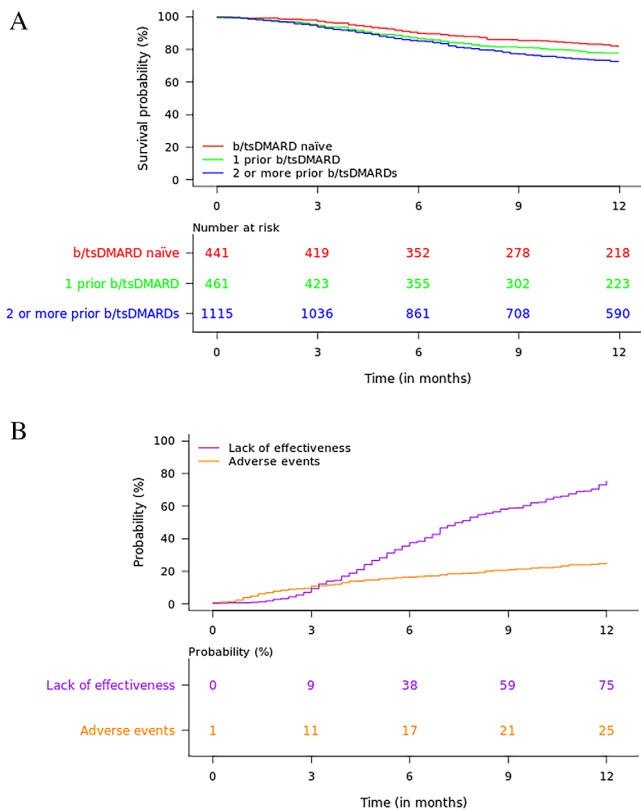 A
Survival probability (%)
100
80
60
40
20
0
b/tsDMARD naïve
1 prior b/tsDMARD
2 or more prior b/tsDMARDs
0 3 6 9 12
Number at risk
b/tsDMARD naïve 441 419 352 278 218
1 prior b/tsDMARD 461 423 355 302 223
2 or more prior b/tsDMARDs 1115 1036 861 708 590
0 3 6 9 12
Time (in months)
B
Probability (%)
100
80
60
40
20
0
Lack of effectiveness
Adverse events
0 3 6 9 12
Probability (%)
Lack of effectiveness 0 9 38 59 75
Adverse events 1 11 17 21 25
0 3 6 9 12
Time (in months)